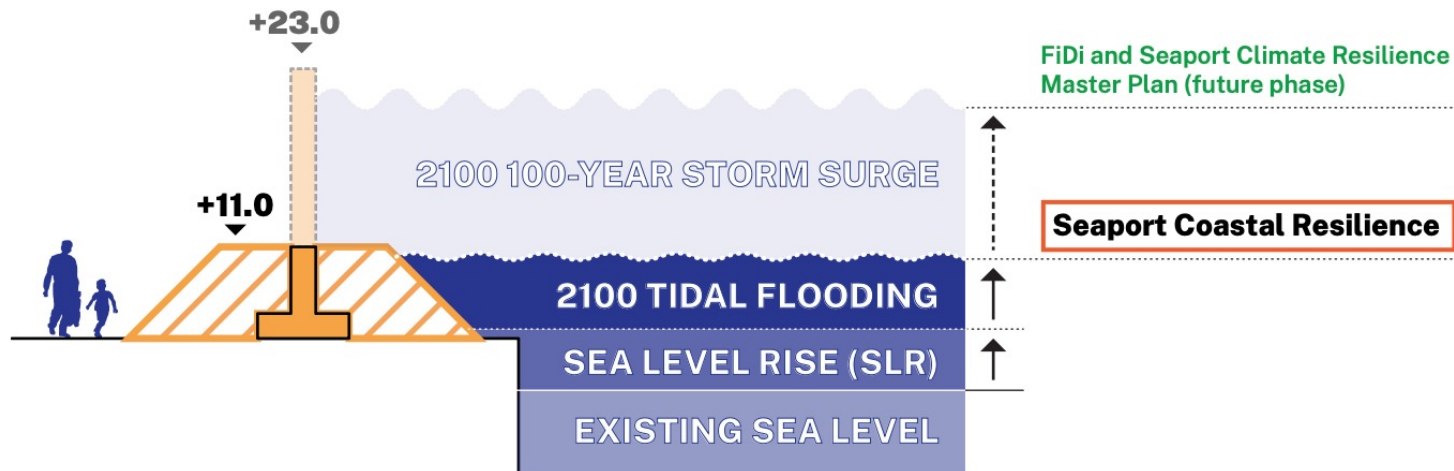 +23.0
FiDi and Seaport Climate Resilience
Master Plan (future phase)
2100 100-YEAR STORM SURGE
+11.0
Seaport Coastal Resilience
2100 TIDAL FLOODING
SEA LEVEL RISE (SLR)
EXISTING SEA LEVEL